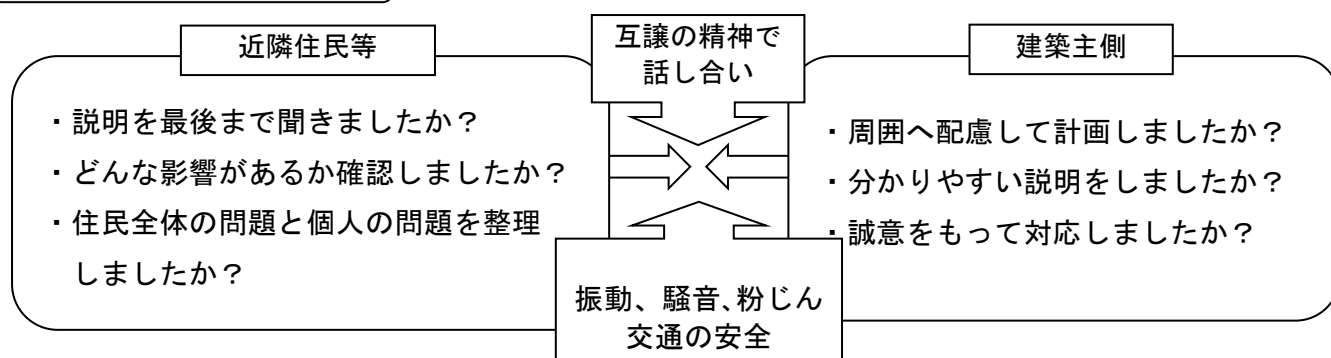 近隣住民等
・説明を最後まで聞きましたか？
・どんな影響があるか確認しましたか？
・住民全体の問題と個人の問題を整理
しましたか？
互譲の精神で
話し合い
振動、騒音、粉じん
交通の安全
建築主側
・周囲へ配慮して計画しましたか？
・分かりやすい説明をしましたか？
・誠意をもって対応しましたか？